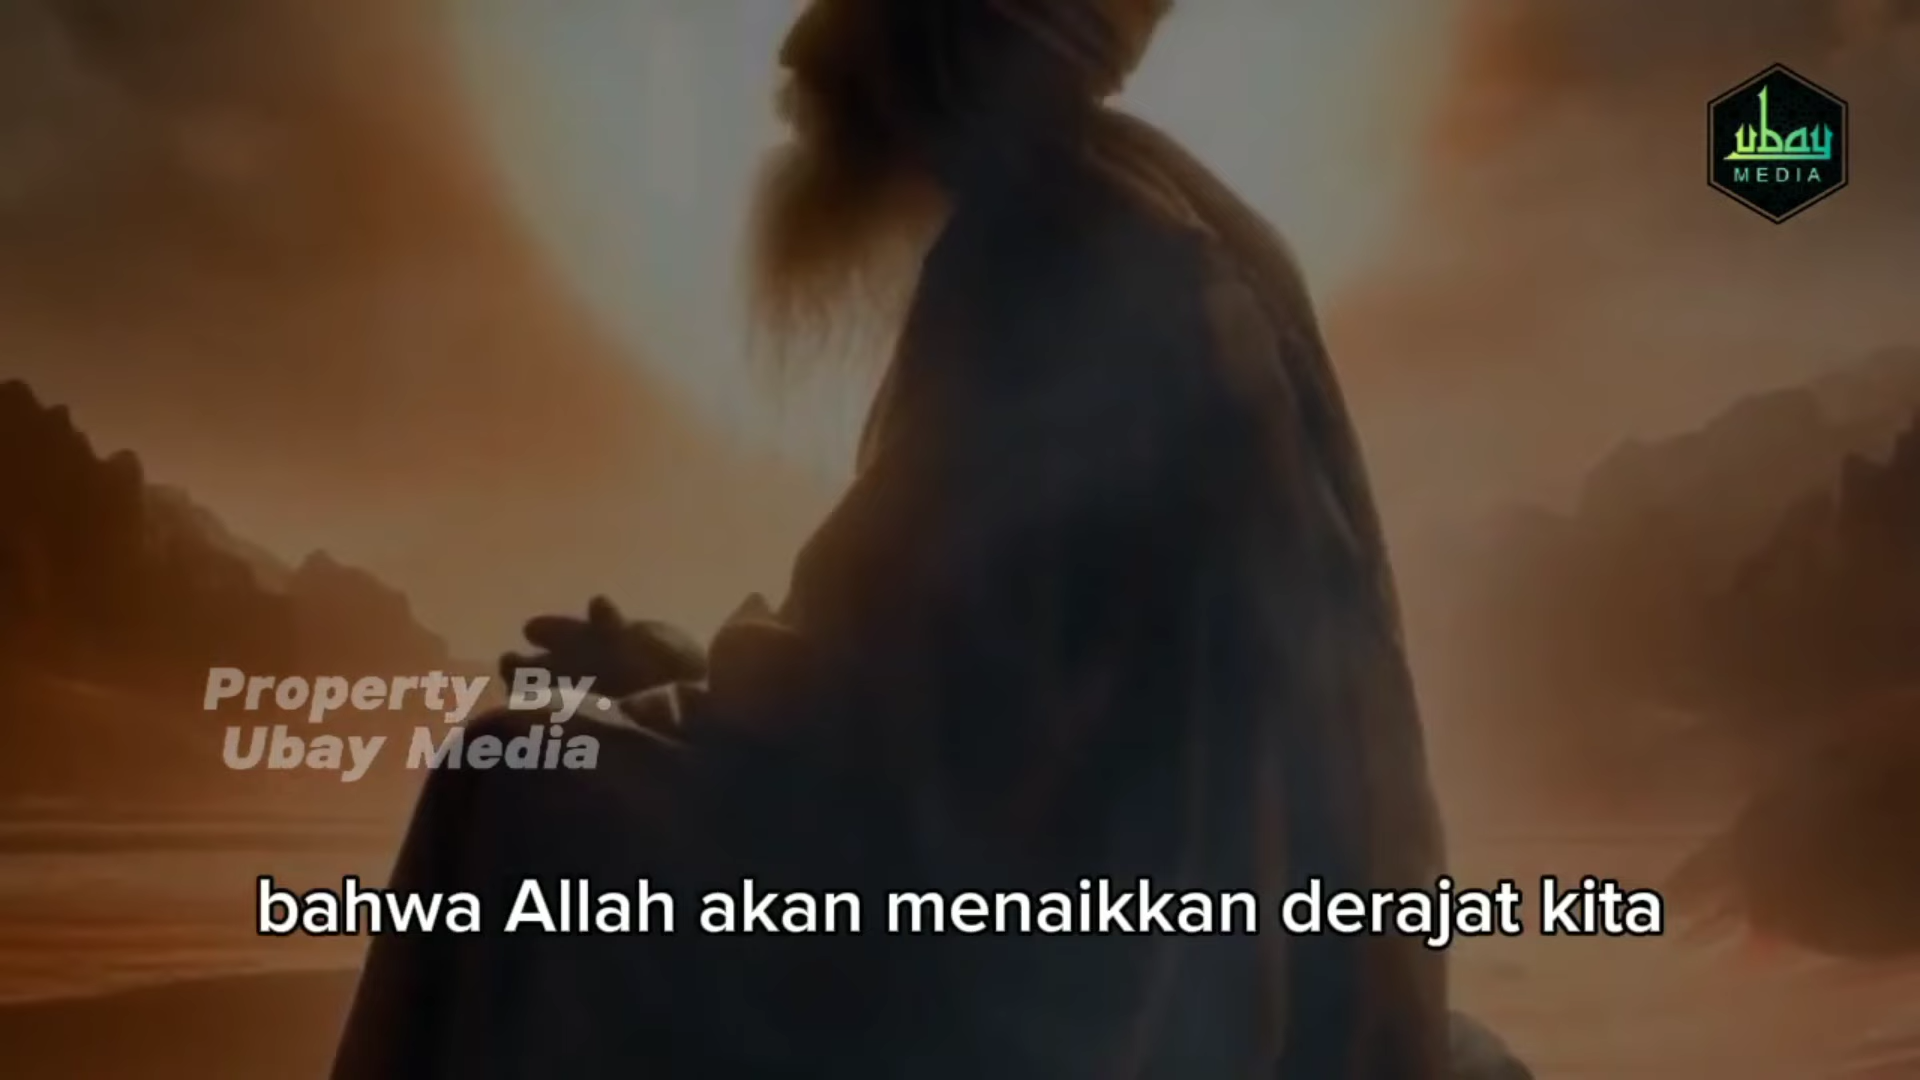 ubay
MEDIA
Property By.
Ubay Media
bahwa Allah akan menaikkan derajat kita